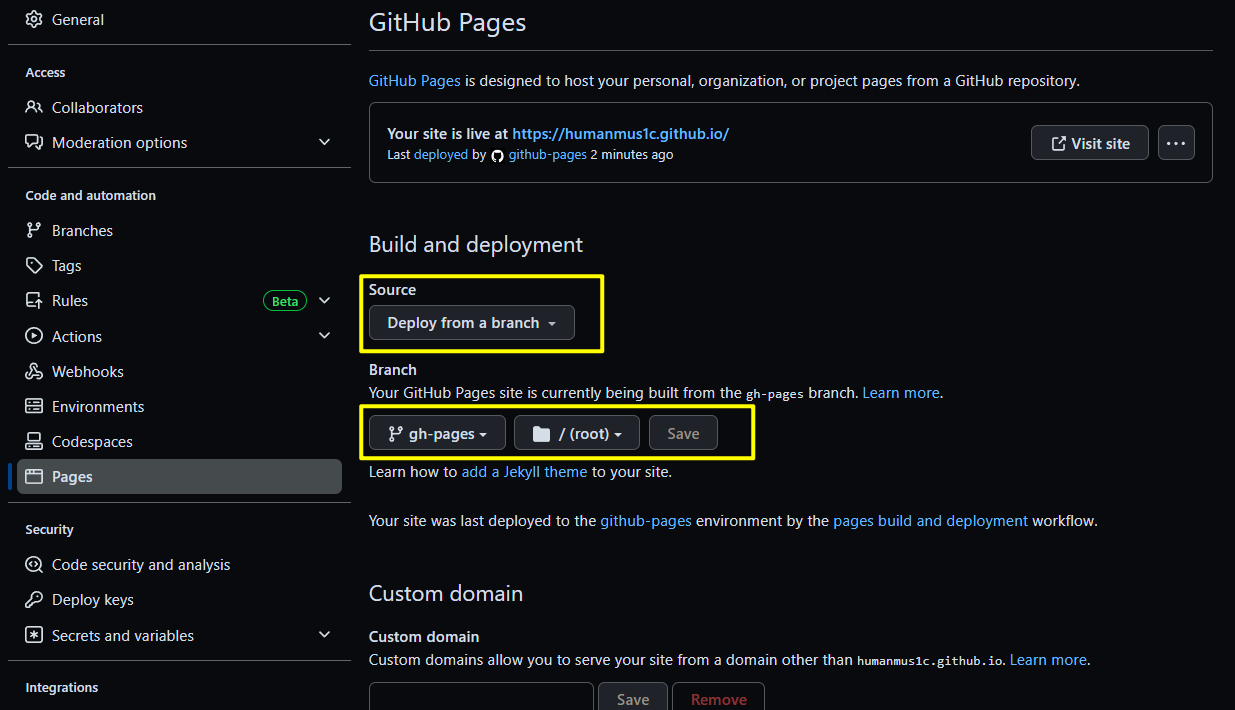 General
Access
Collaborators
Moderation options
Code and automation
Branches
Tags
Rules Beta
Actions
Webhooks
Environments
Codespaces
Pages
Security
Code security and analysis
Deploy keys
Secrets and variables
Integrations
GitHub Pages
GitHub Pages is designed to host your personal, organization, or project pages from a GitHub repository.
Your site is live at https://humanmus1c.github.io/
Last deployed by github-pages 2 minutes ago
Visit site
Build and deployment
Source
Deploy from a branch
Branch
Your GitHub Pages site is currently being built from the gh-pages branch. Learn more.
gh-pages / (root) Save
Learn how to add a Jekyll theme to your site.
Your site was last deployed to the github-pages environment by the pages build and deployment workflow.
Custom domain
Custom domain
Custom domains allow you to serve your site from a domain other than humanmus1c.github.io. Learn more.
Save Remove